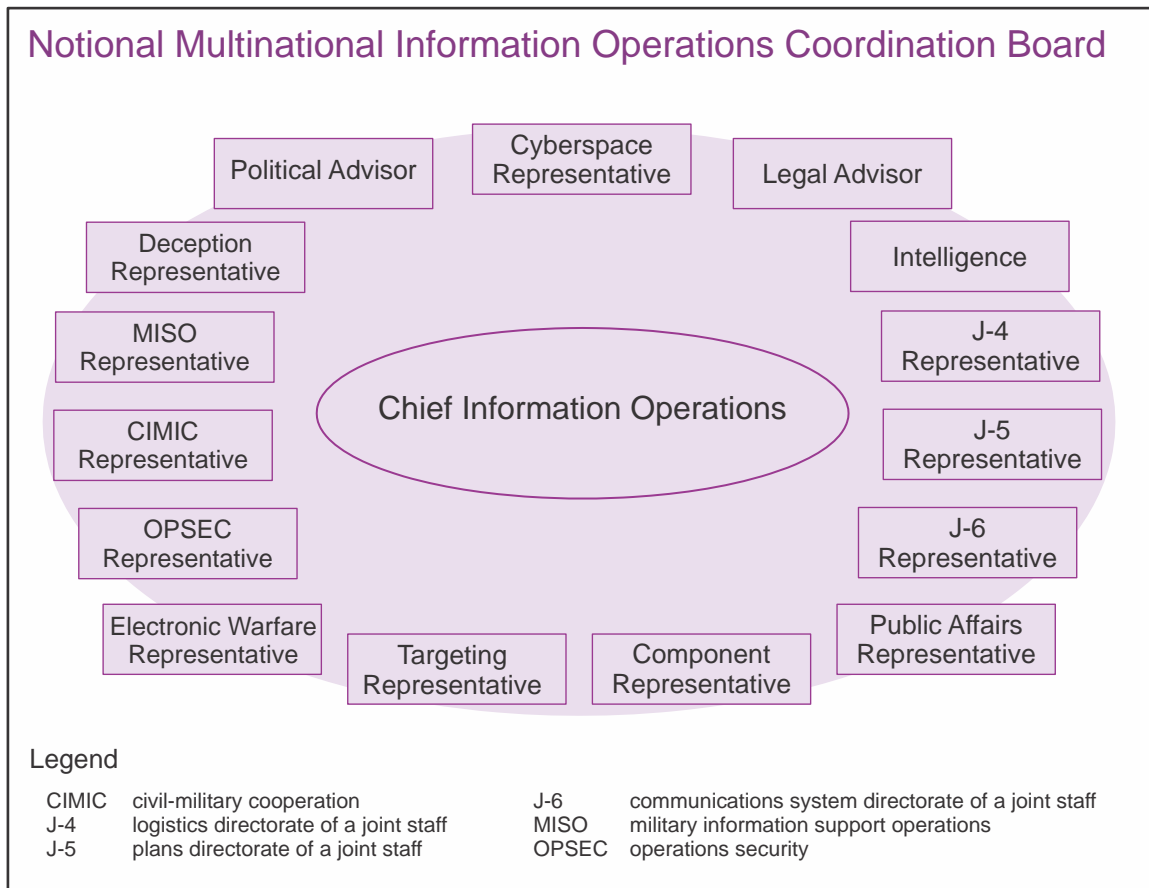 Notional Multinational Information Operations Coordination Board
Political Advisor
Cyberspace
Representative
Legal Advisor
Deception
Representative
Intelligence
MISO
Representative
J-4
Representative
Chief Information Operations
CIMIC
Representative
J-5
Representative
OPSEC
Representative
J-6
Representative
Electronic Warfare
Representative
Targeting
Representative
Component
Representative
Public Affairs
Representative
Legend
CIMIC civil-military cooperation
J-4 logistics directorate of a joint staff
J-5 plans directorate of a joint staff
J-6 communications system directorate of a joint staff
MISO military information support operations
OPSEC operations security